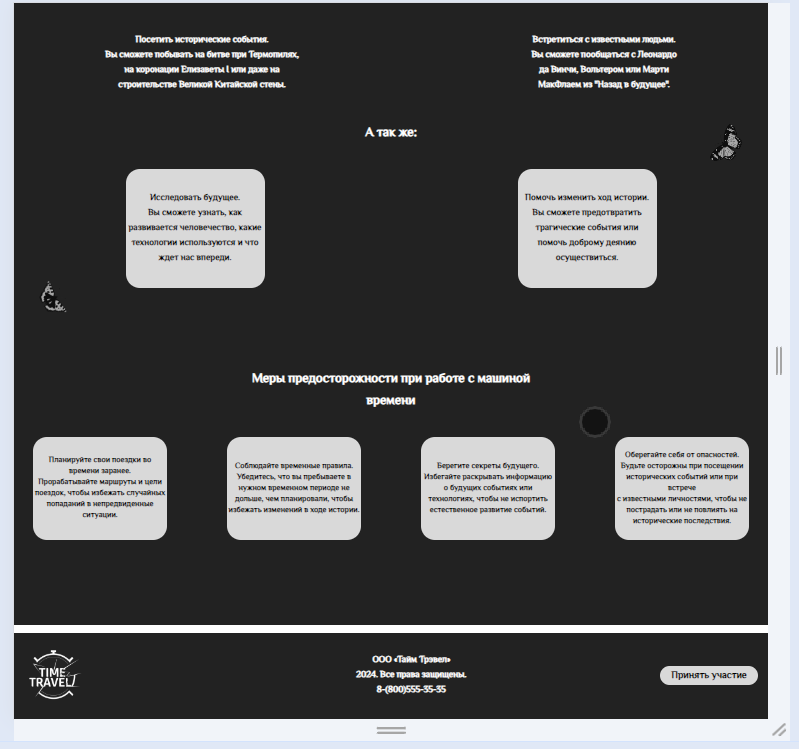 Посетить исторические события.
Вы сможете побывать на битве при Термопилях,
на коронации Елизаветы I или даже на
строительстве Великой Китайской стены.
Встретиться с известными людьми.
Вы сможете пообщаться с Леонардо
да Винчи, Вольтером или Марти
МакФлаем из "Назад в будущее".
А так же:
Исследовать будущее.
Вы сможете узнать, как
развивается человечество, какие
технологии используются и что
ждет нас впереди.
Помочь изменить ход истории.
Вы сможете предотвратить
трагические события или
помочь доброму деянию
осуществиться.
Меры предосторожности при работе с машиной
времени
Планируйте свои поездки во
времени заранее.
Прорабатывайте маршруты и цели
поездок, чтобы избежать случайных
попаданий в непредвиденные
ситуации.
Соблюдайте временные правила.
Убедитесь, что вы пребываете в
нужном временном периоде не
дольше, чем планировали, чтобы
избежать изменений в ходе истории.
Берегите секреты будущего.
Избегайте раскрывать информацию
о будущих событиях или
технологиях, чтобы не испортить
естественное развитие событий.
Оберегайте себя от опасностей.
Будьте осторожны при посещении
исторических событий или при
встрече
с известными личностями, чтобы не
пострадать или не повлиять на
исторические последствия.
TIME
TRAVEL
ООО «Тайм Трэвел»
2024. Все права защищены.
8-(800)555-35-35
Принять участие